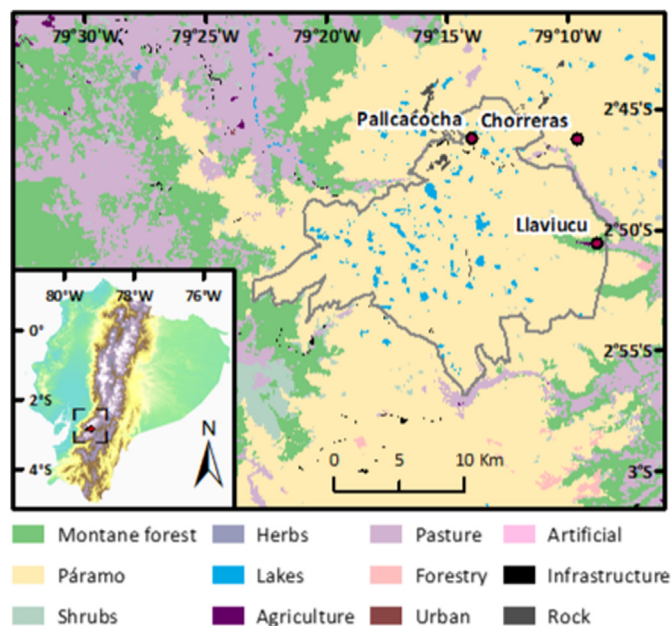 79°30'W 79°25'W 79°20'W 79°15'W 79°10'W
2°45'S
Pallcacocha Chorreras
Llaviucu 2°50'S
80°W 78°W 76°W
0°
2°S
4°S
N
2°55'S
0 5 10 Km
3°S
Montane forest Herbs Pasture Artificial
Páramo Lakes Forestry Infrastructure
Shrubs Agriculture Urban Rock